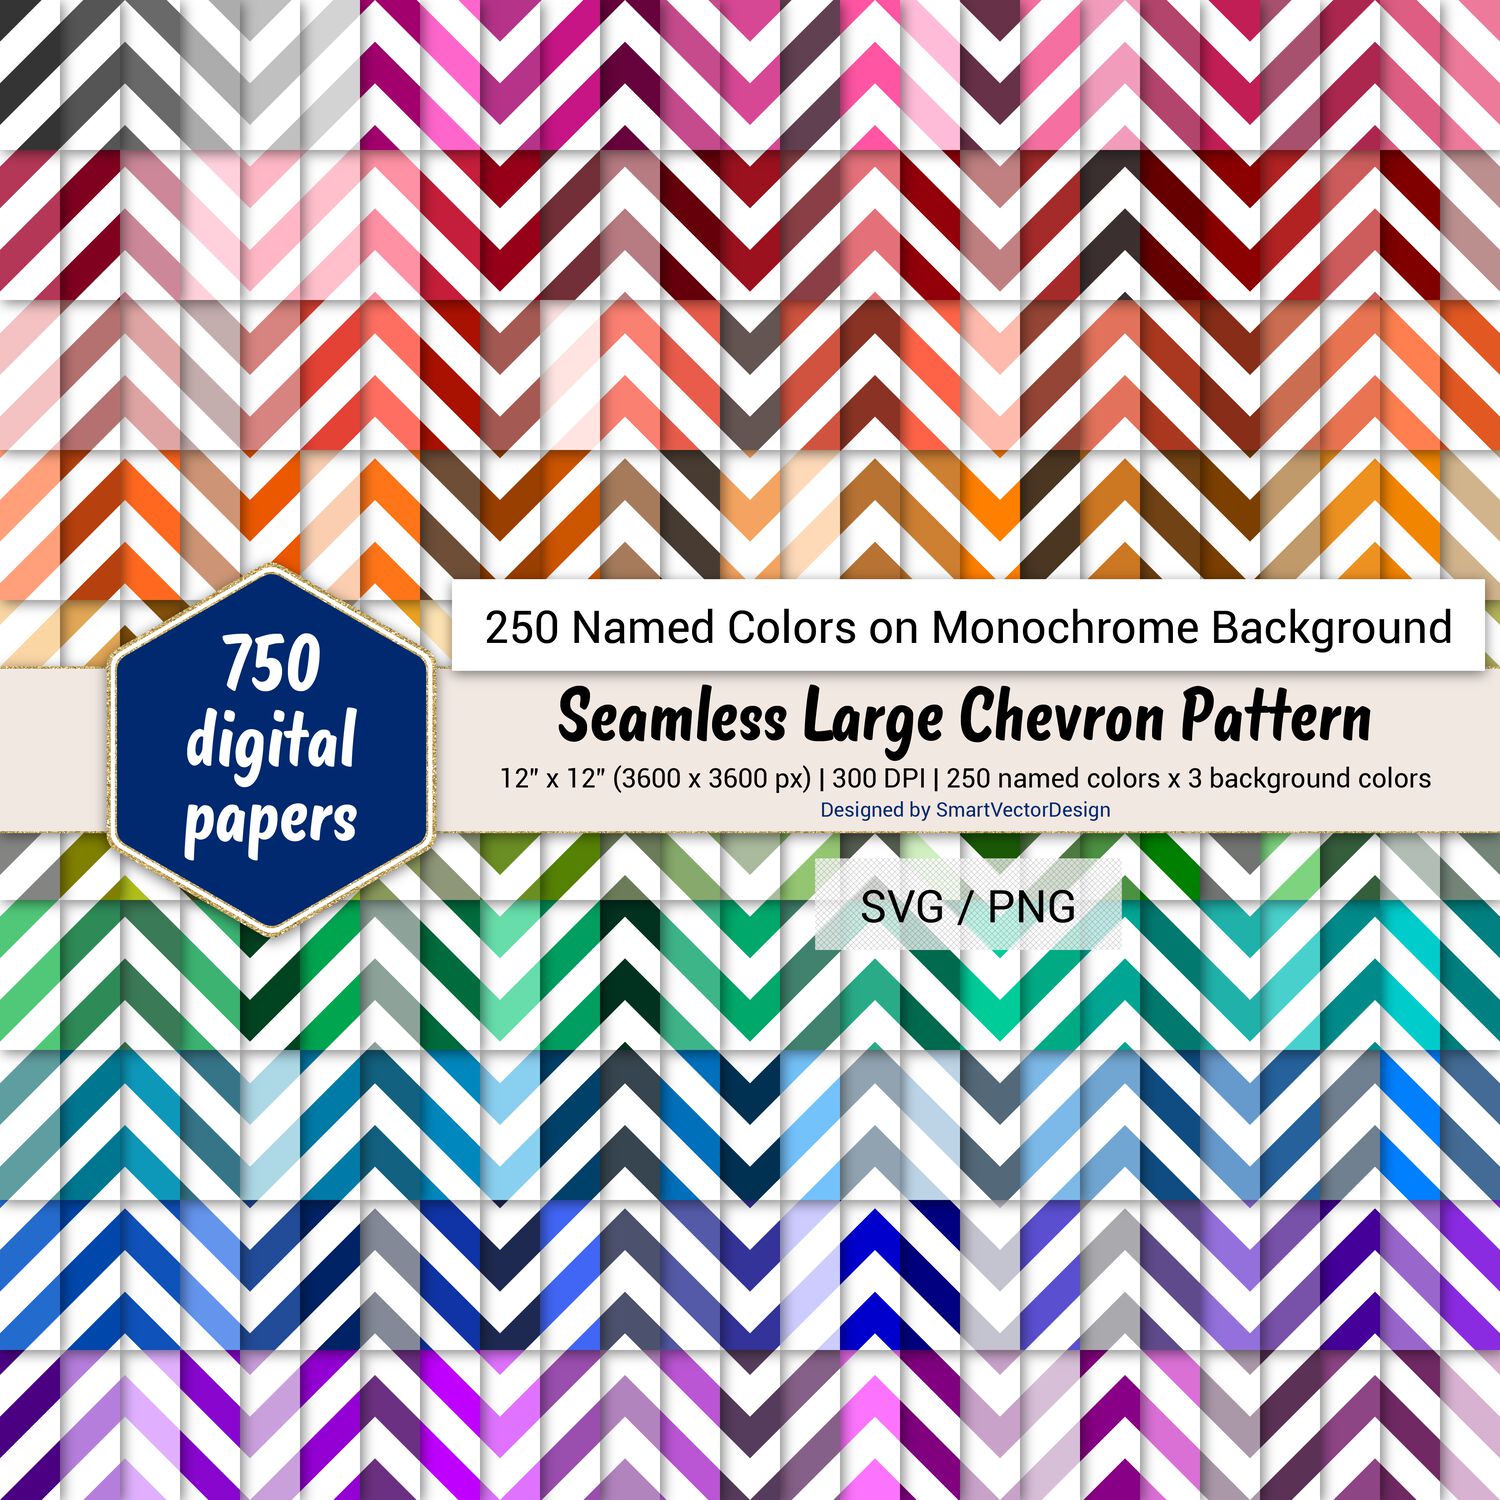 250 Named Colors on Monochrome Background
750
digital
papers
Seamless Large Chevron Pattern
12" x 12" (3600 x 3600 px) | 300 DPI | 250 named colors x 3 background colors
Designed by SmartVectorDesign
SVG / PNG